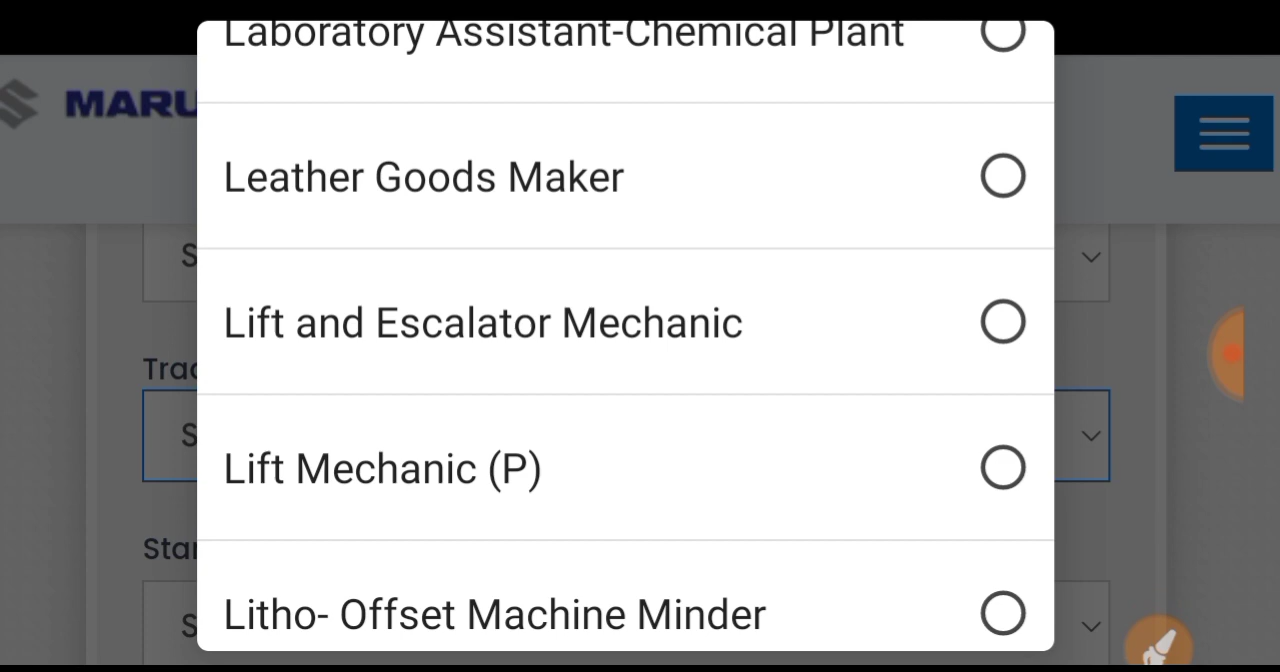 Laboratory Assistant-Chemical Plant
MARU
Leather Goods Maker
S
Lift and Escalator Mechanic
Trac
S
Lift Mechanic (P)
Star
S
Litho- Offset Machine Minder